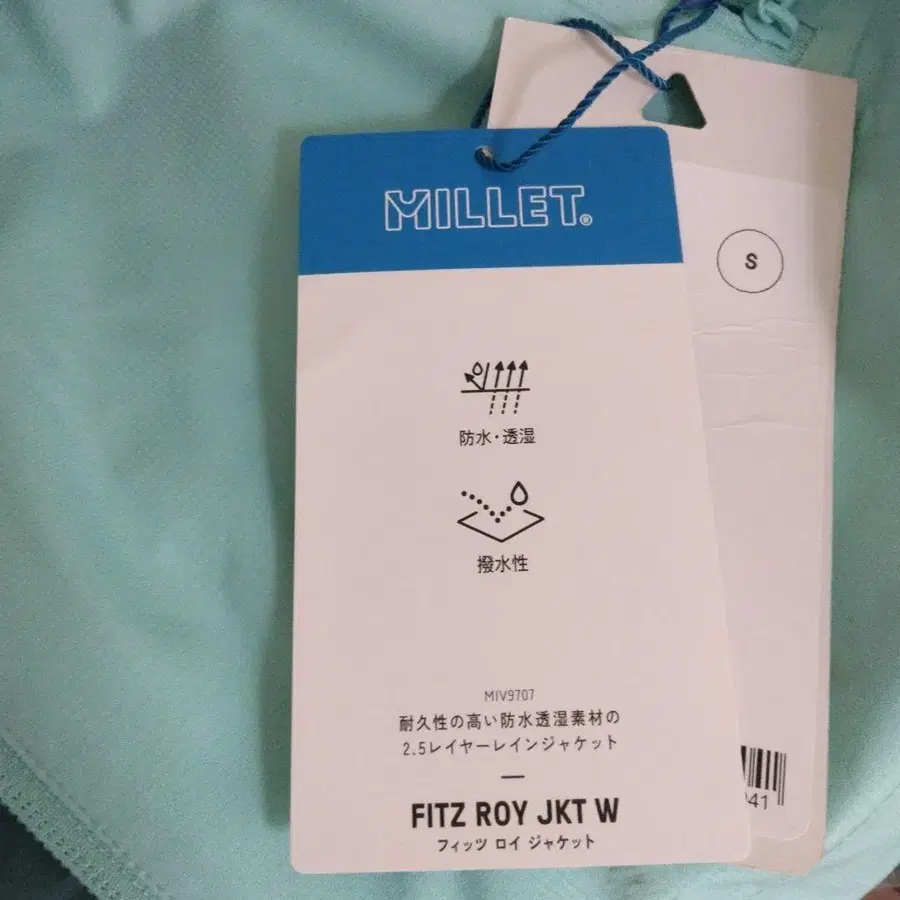 MILLET®
S
防水・透湿
撥水性
MIV9707
耐久性の高い防水透湿素材の
2.5レイヤーレインジャケット
FITZ ROY JKT W
フィッツ ロイ ジャケット
41